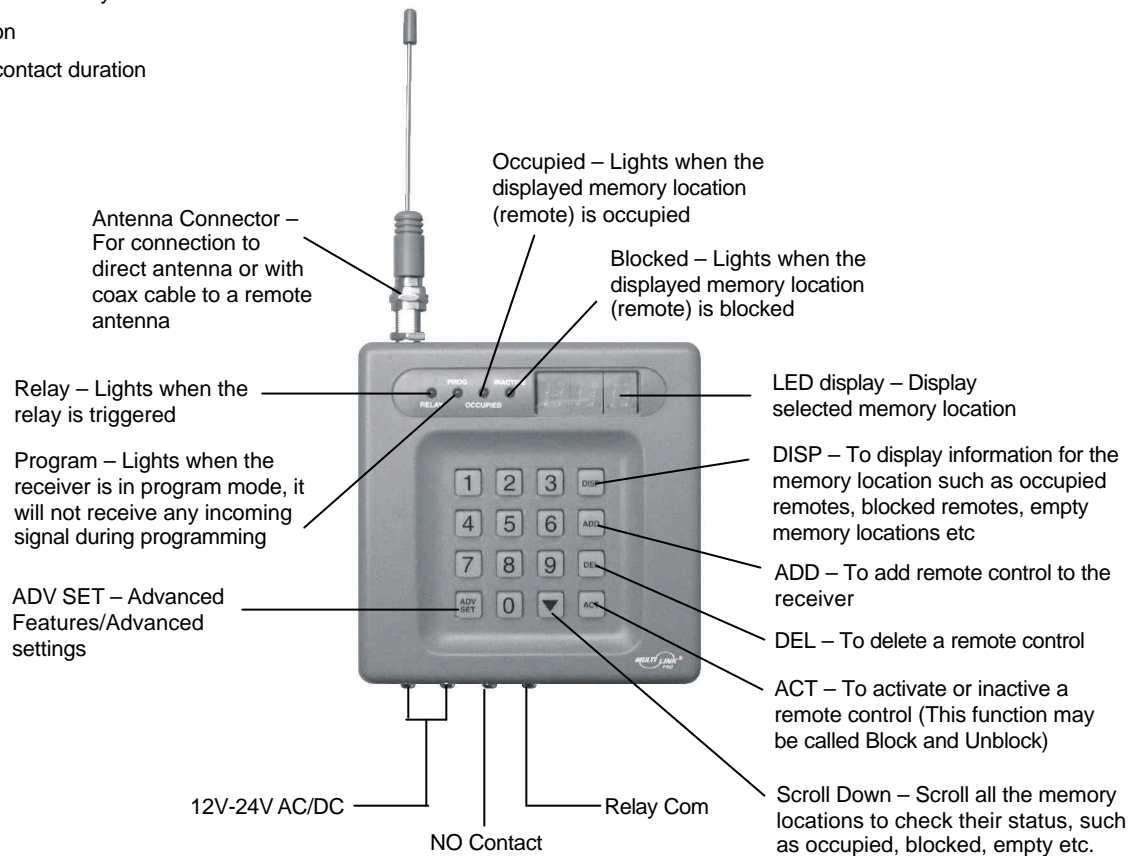 on
contact duration
Occupied – Lights when the
displayed memory location
(remote) is occupied
Antenna Connector –
For connection to
direct antenna or with
coax cable to a remote
antenna
Blocked – Lights when the
displayed memory location
(remote) is blocked
Relay – Lights when the
relay is triggered
LED display – Display
selected memory location
Program – Lights when the
receiver is in program mode, it
will not receive any incoming
signal during programming
DISP – To display information for the
memory location such as occupied
remotes, blocked remotes, empty
memory locations etc
ADV SET – Advanced
Features/Advanced
settings
ADD – To add remote control to the
receiver
DEL – To delete a remote control
ACT – To activate or inactive a
remote control (This function may
be called Block and Unblock)
Scroll Down – Scroll all the memory
locations to check their status, such
as occupied, blocked, empty etc.
12V-24V AC/DC
NO Contact
Relay Com
PROG INACTIVE
RELAY OCCUPIED
1 2 3 DISP
4 5 6 ADD
7 8 9 DEL
ADV
SET 0 ACT
MULTI LINK®
PRO